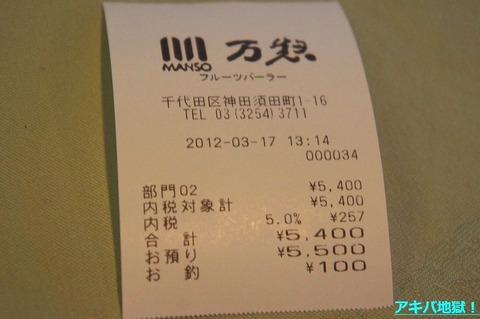 MANSO 万惣
フルーツパーラー
千代田区神田須田町1-16
TEL 03(3254)3711
2012-03-17 13:14
000034
部門02 ¥5,400
内税対象計 ¥5,400
内税 5.0% ¥257
合 計 ¥5,400
お預り ¥5,500
お 釣 ¥100
アキバ地獄！